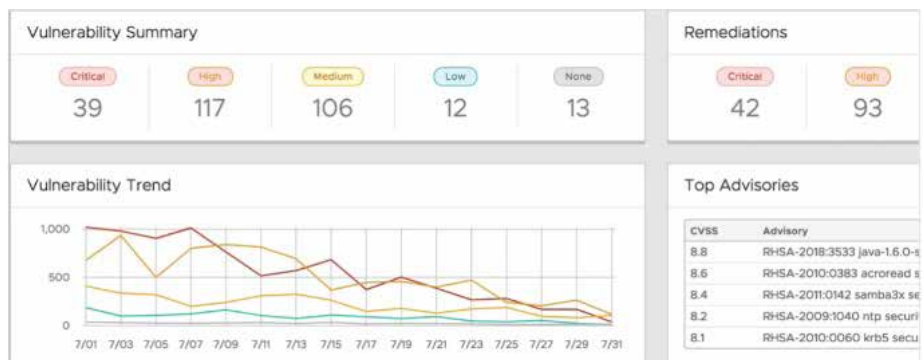 Vulnerability Summary
Critical High Medium Low None
39 117 106 12 13
Remediations
Critical High
42 93
Vulnerability Trend
1,000
500
0
7/01 7/03 7/05 7/07 7/09 7/11 7/13 7/15 7/17 7/19 7/21 7/23 7/25 7/27 7/29 7/31
Top Advisories
CVSS Advisory
8.8 RHSA-2018:3533 java-1.6.0-s
8.6 RHSA-2010:0383 acroread s
8.4 RHSA-2011:0142 samba3x se
8.2 RHSA-2009:1040 ntp securi
8.1 RHSA-2010:0060 krb5 secu